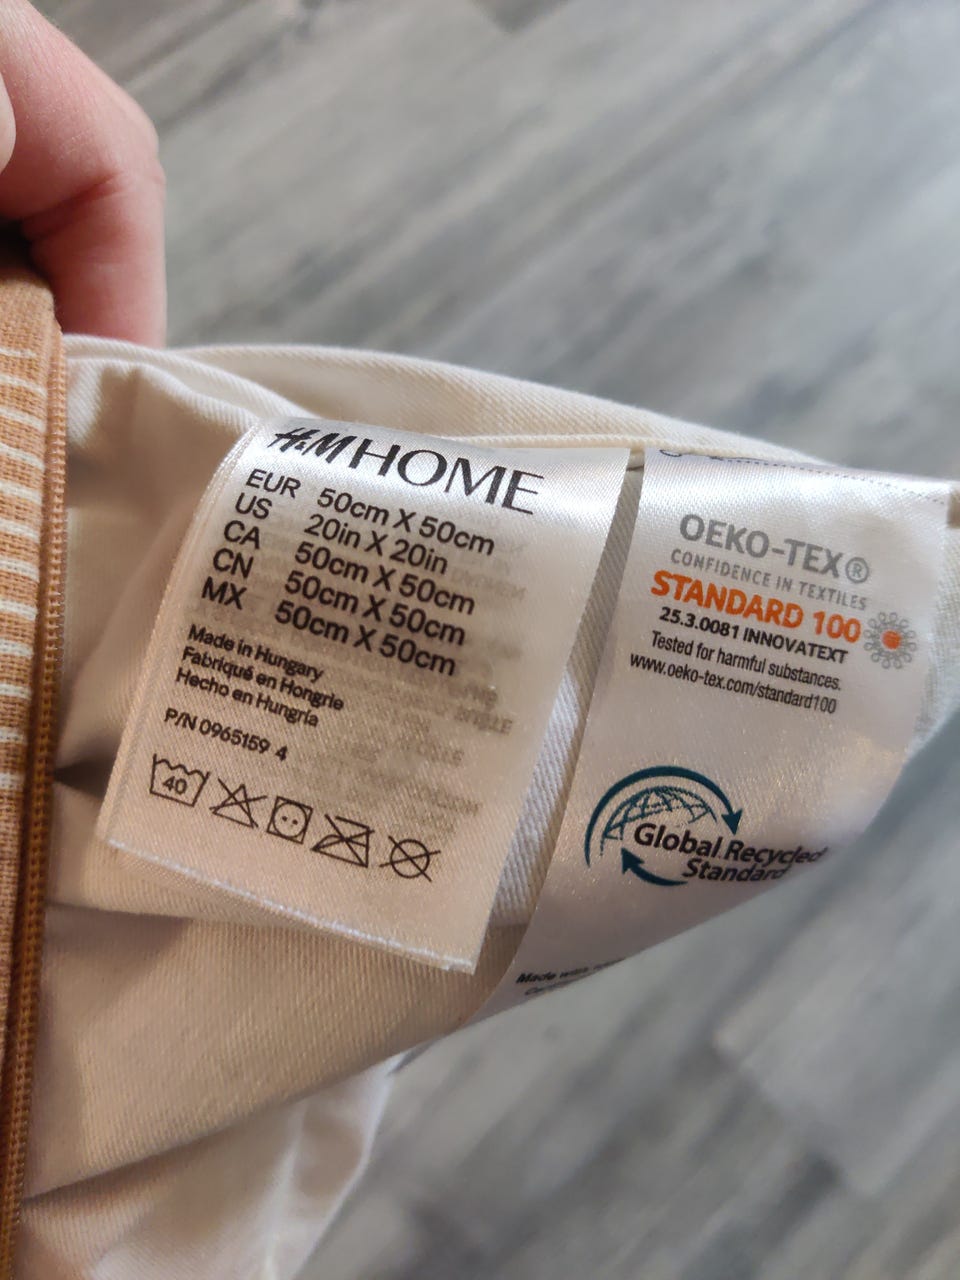 H&M HOME
EUR 50cm X 50cm
US 20in X 20in
CA 50cm X 50cm
CN 50cm X 50cm
MX 50cm X 50cm
Made in Hungary
Fabriqué en Hongrie
Hecho en Hungría
P/N 0965159 4
40
OEKO-TEX®
CONFIDENCE IN TEXTILES
STANDARD 100
25.3.0081 INNOVATEXT
Tested for harmful substances.
www.oeko-tex.com/standard100
Global Recycled
Standard
Made with